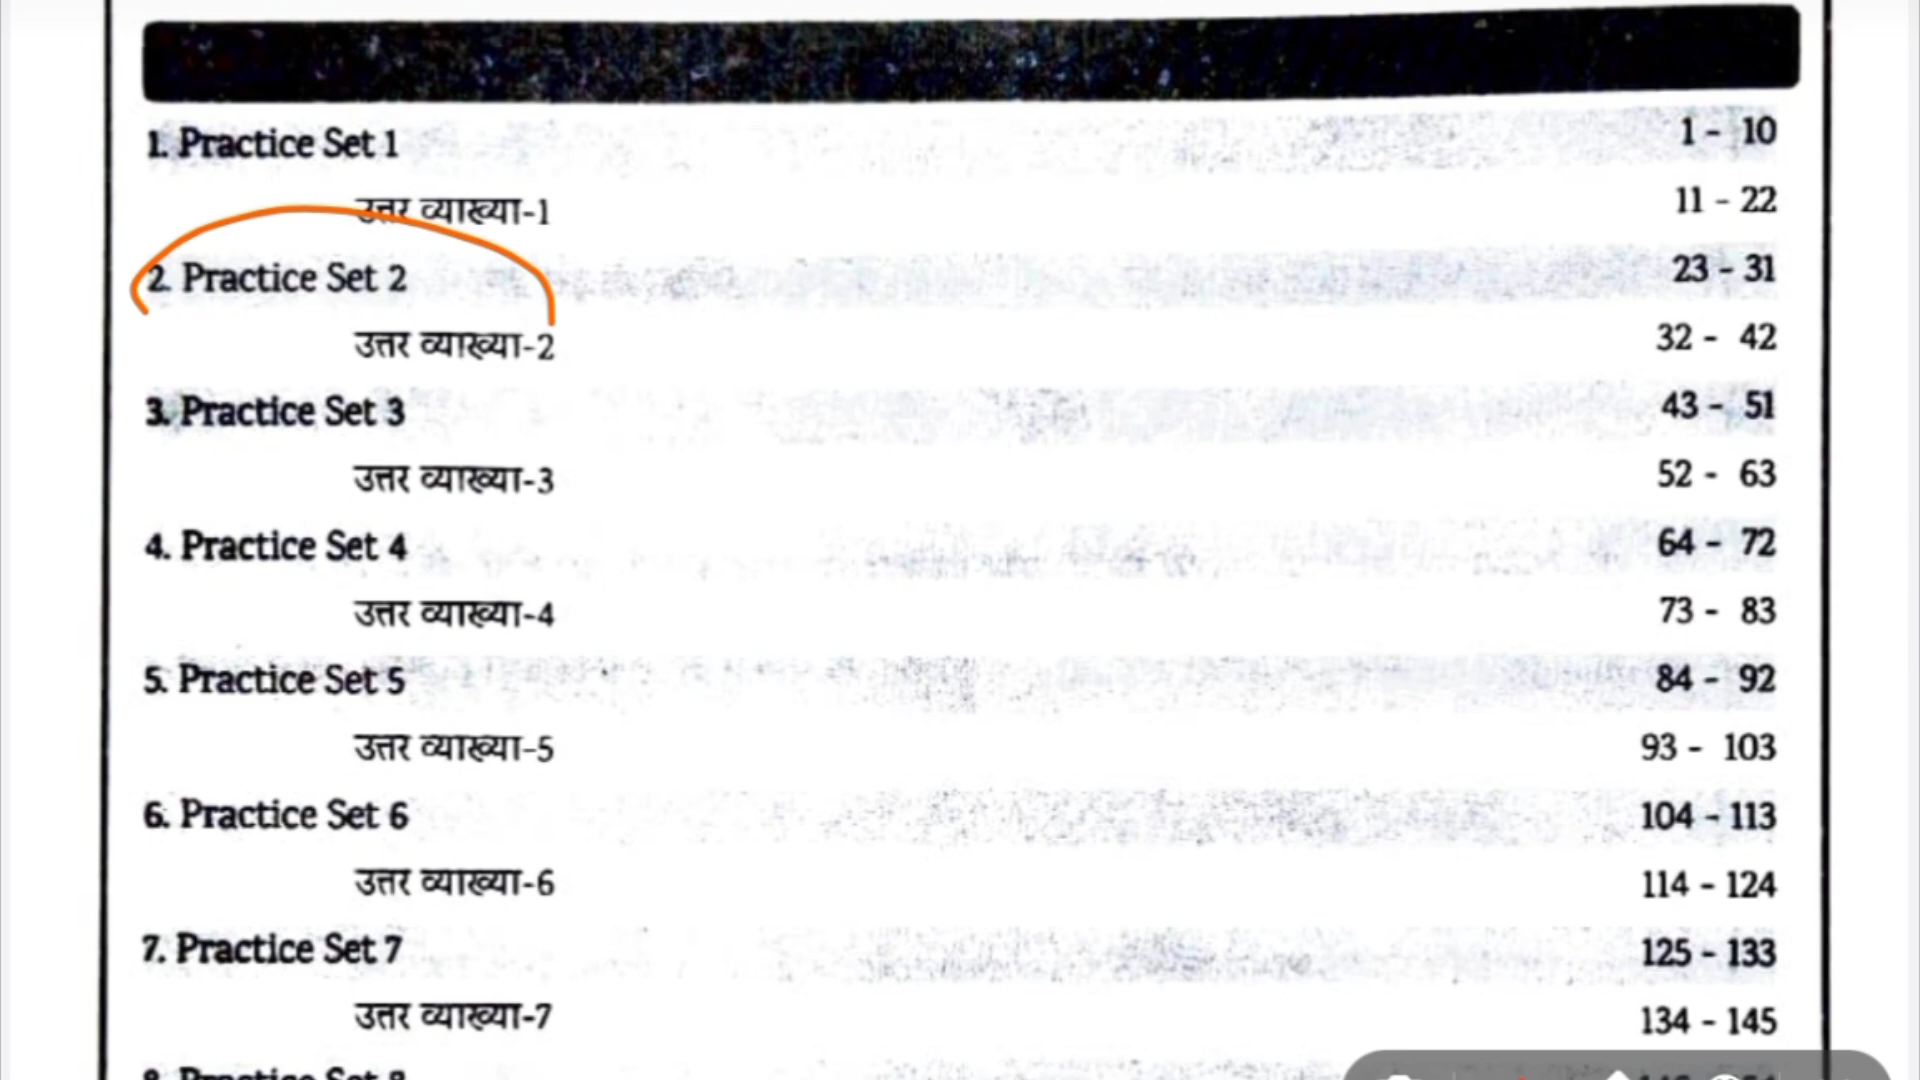 1. Practice Set 1 1 - 10
उत्तर व्याख्या-1 11 - 22
2. Practice Set 2 23 - 31
उत्तर व्याख्या-2 32 - 42
3. Practice Set 3 43 - 51
उत्तर व्याख्या-3 52 - 63
4. Practice Set 4 64 - 72
उत्तर व्याख्या-4 73 - 83
5. Practice Set 5 84 - 92
उत्तर व्याख्या-5 93 - 103
6. Practice Set 6 104 - 113
उत्तर व्याख्या-6 114 - 124
7. Practice Set 7 125 - 133
उत्तर व्याख्या-7 134 - 145
8. Practice Set 8